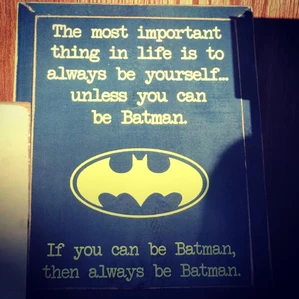 The most important
thing in life is to
always be yourself...
unless you can
be Batman.
If you can be Batman,
then always be Batman.